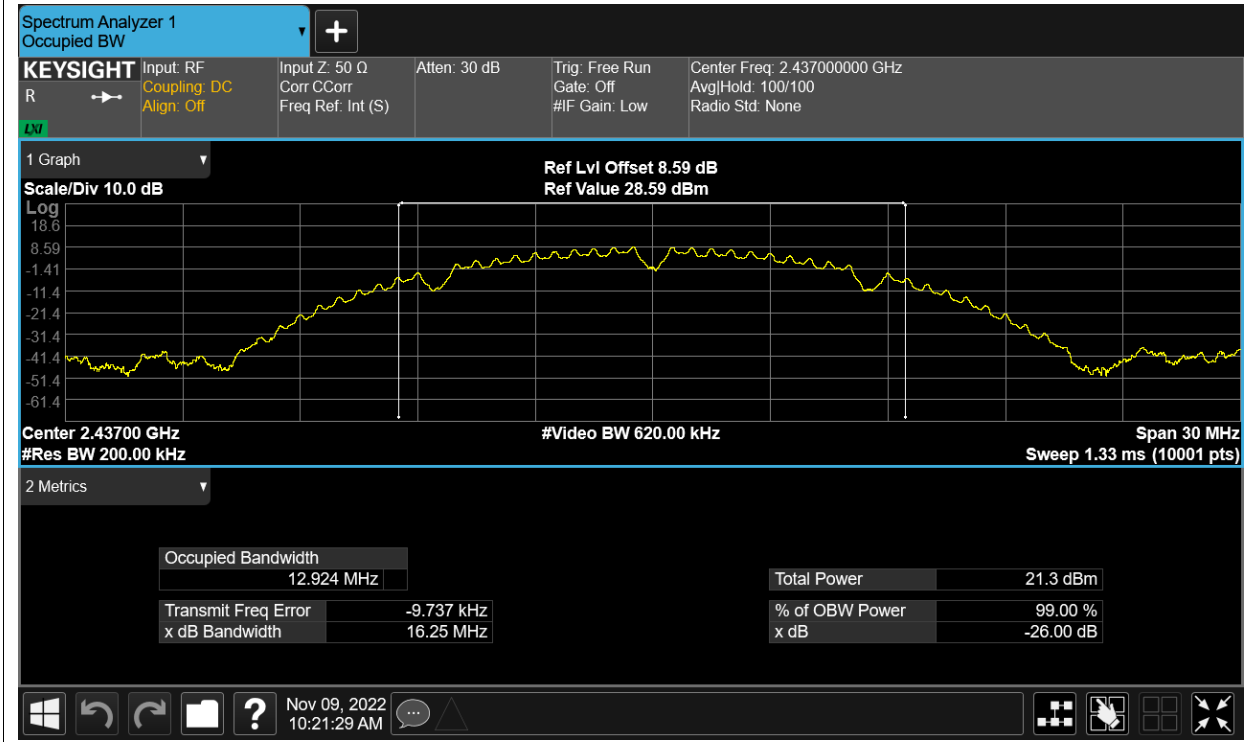 Spectrum Analyzer 1
Occupied BW
KEYSIGHT
R
LXI
Input: RF
Coupling: DC
Align: Off
Input Z: 50 Ω
Corr CCorr
Freq Ref: Int (S)
Atten: 30 dB
Trig: Free Run
Gate: Off
#IF Gain: Low
Center Freq: 2.437000000 GHz
Avg|Hold: 100/100
Radio Std: None
1 Graph
Scale/Div 10.0 dB
Ref Lvl Offset 8.59 dB
Ref Value 28.59 dBm
Log
18.6
8.59
-1.41
-11.4
-21.4
-31.4
-41.4
-51.4
-61.4
Center 2.43700 GHz
#Res BW 200.00 kHz
#Video BW 620.00 kHz
Span 30 MHz
Sweep 1.33 ms (10001 pts)
2 Metrics
Occupied Bandwidth
12.924 MHz
Transmit Freq Error -9.737 kHz
x dB Bandwidth 16.25 MHz
Total Power 21.3 dBm
% of OBW Power 99.00 %
x dB -26.00 dB
?
Nov 09, 2022
10:21:29 AM